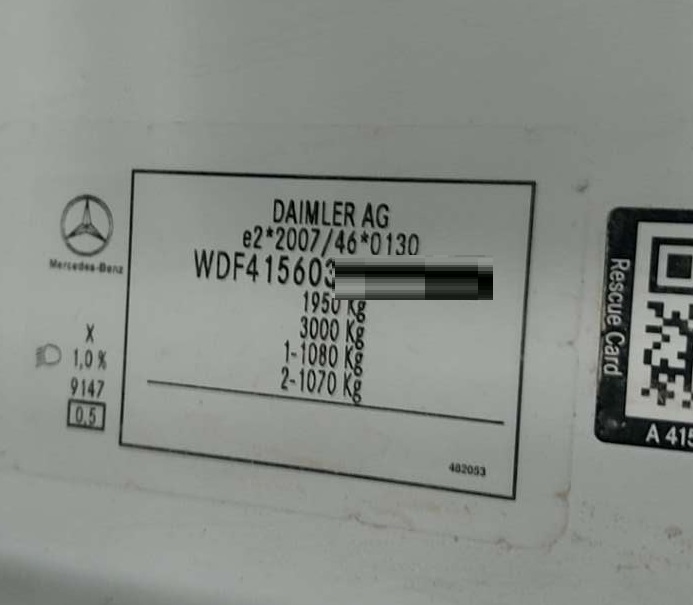 DAIMLER AG
e2*2007/46*0130
WDF415603
1950 Kg
3000 Kg
1-1080 Kg
2-1070 Kg
482053
Mercedes-Benz
X
1,0 %
9147
0,5
Rescue Card
A 415